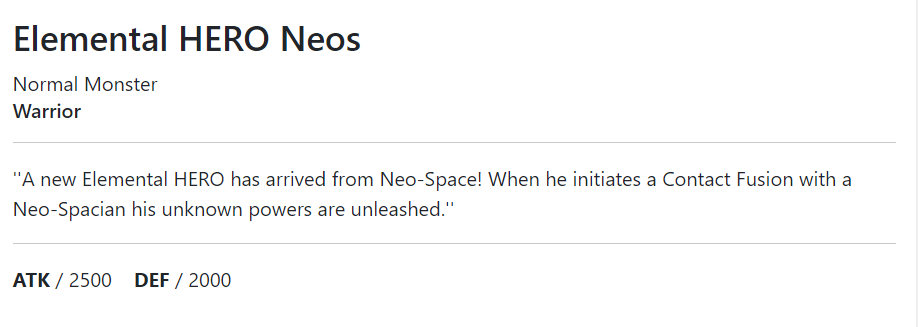 Elemental HERO Neos
Normal Monster
Warrior
''A new Elemental HERO has arrived from Neo-Space! When he initiates a Contact Fusion with a
Neo-Spacian his unknown powers are unleashed.''
ATK / 2500 DEF / 2000